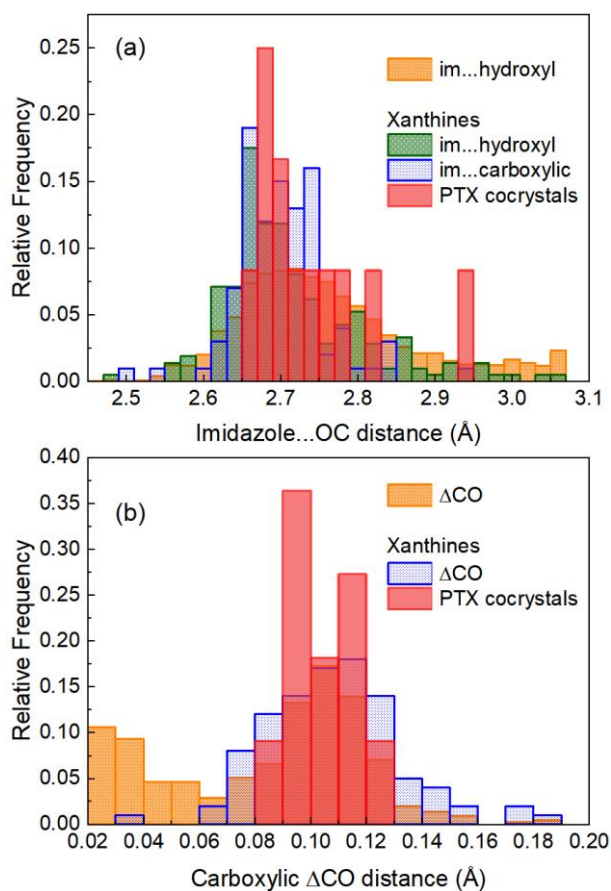 (a)
im...hydroxyl
Xanthines
im...hydroxyl
im...carboxylic
PTX cocrystals
Relative Frequency
0.25
0.20
0.15
0.10
0.05
0.00
2.5 2.6 2.7 2.8 2.9 3.0 3.1
Imidazole...OC distance (Å)
(b)
ΔCO
Xanthines
ΔCO
PTX cocrystals
Relative Frequency
0.40
0.35
0.30
0.25
0.20
0.15
0.10
0.05
0.00
0.02 0.04 0.06 0.08 0.10 0.12 0.14 0.16 0.18 0.20
Carboxylic ΔCO distance (Å)